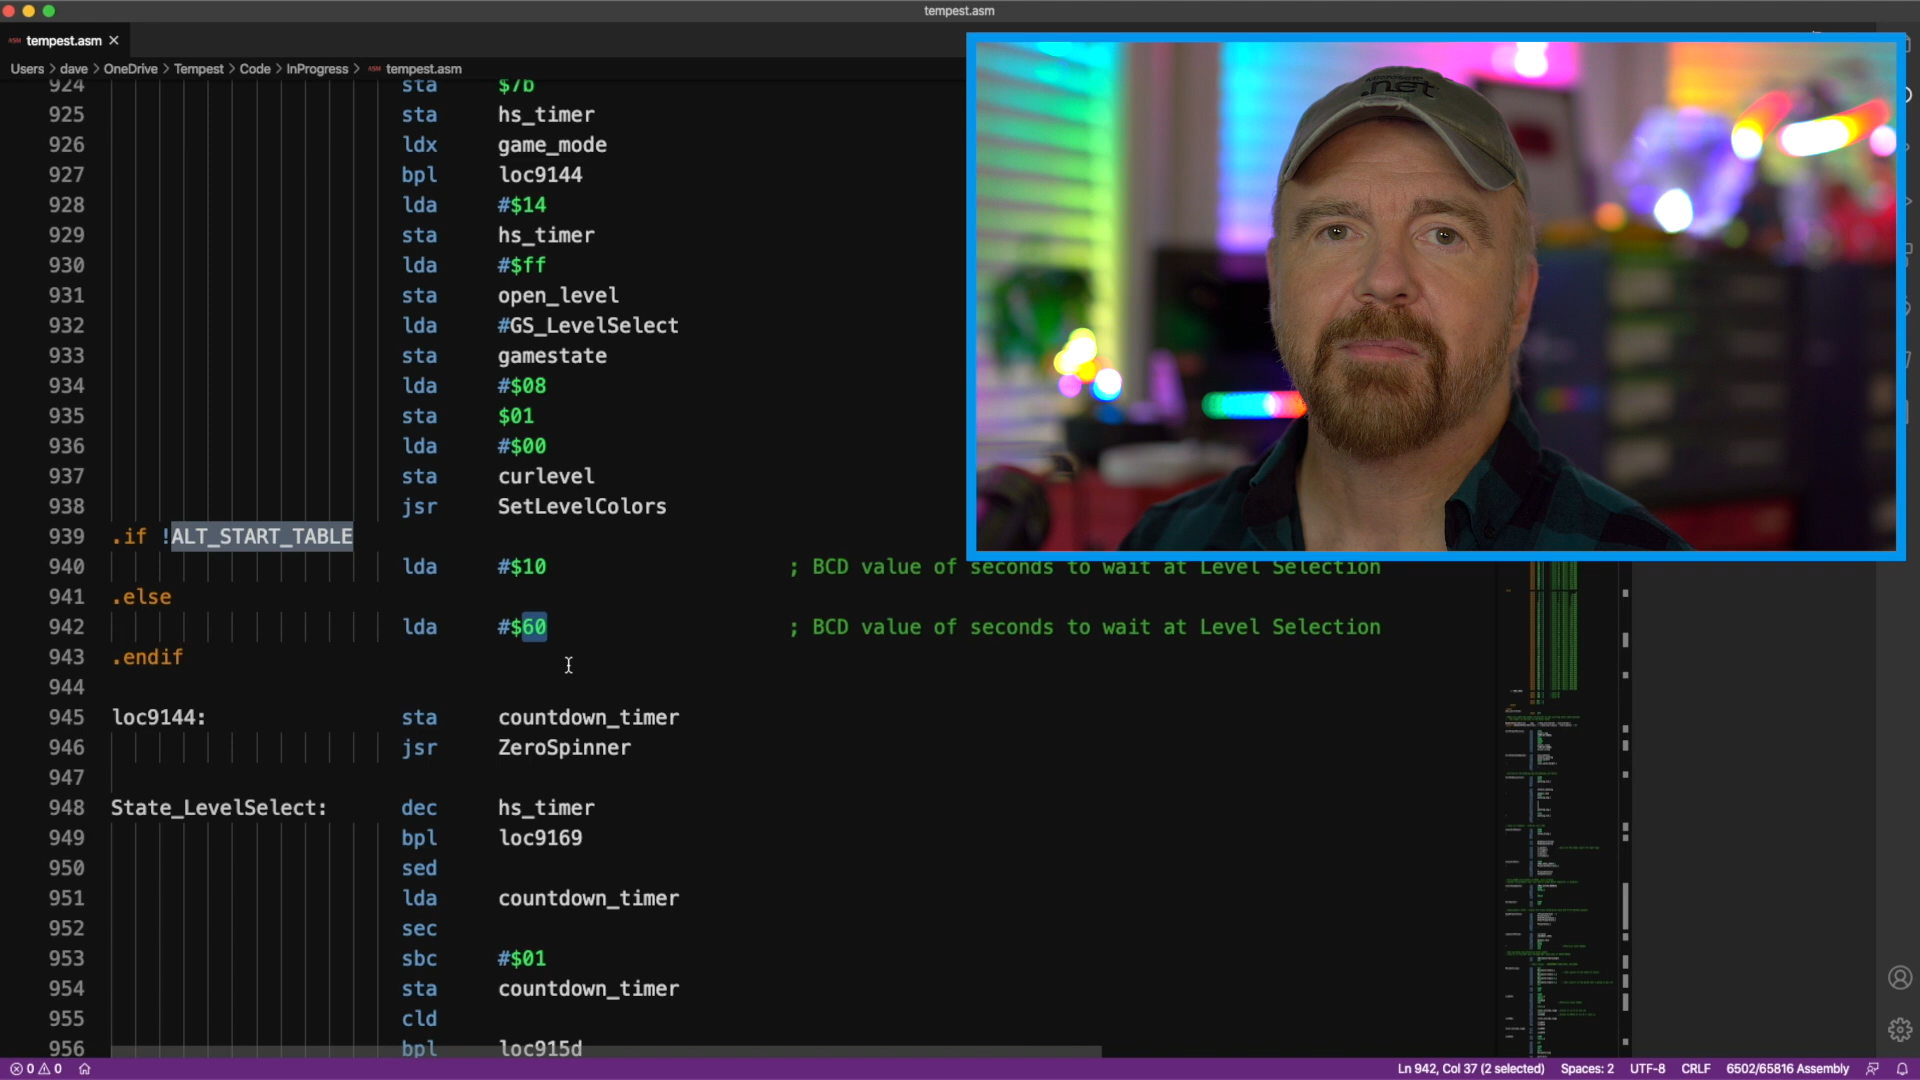 tempest.asm
tempest.asm
Users > dave > OneDrive > Tempest > Code > InProgress > tempest.asm
924 sta $7b
925 sta hs_timer
926 ldx game_mode
927 bpl loc9144
928 lda #$14
929 sta hs_timer
930 lda #$ff
931 sta open_level
932 lda #GS_LevelSelect
933 sta gamestate
934 lda #$08
935 sta $01
936 lda #$00
937 sta curlevel
938 jsr SetLevelColors
939 .if !ALT_START_TABLE
940 lda #$10 ; BCD value of seconds to wait at Level Selection
941 .else
942 lda #$60 ; BCD value of seconds to wait at Level Selection
943 .endif
944
945 loc9144: sta countdown_timer
946 jsr ZeroSpinner
947
948 State_LevelSelect: dec hs_timer
949 bpl loc9169
950 sed
951 lda countdown_timer
952 sec
953 sbc #$01
954 sta countdown_timer
955 cld
956 bpl loc915d
.net
0 0 Ln 942, Col 37 (2 selected) Spaces: 2 UTF-8 CRLF 6502/65816 Assembly